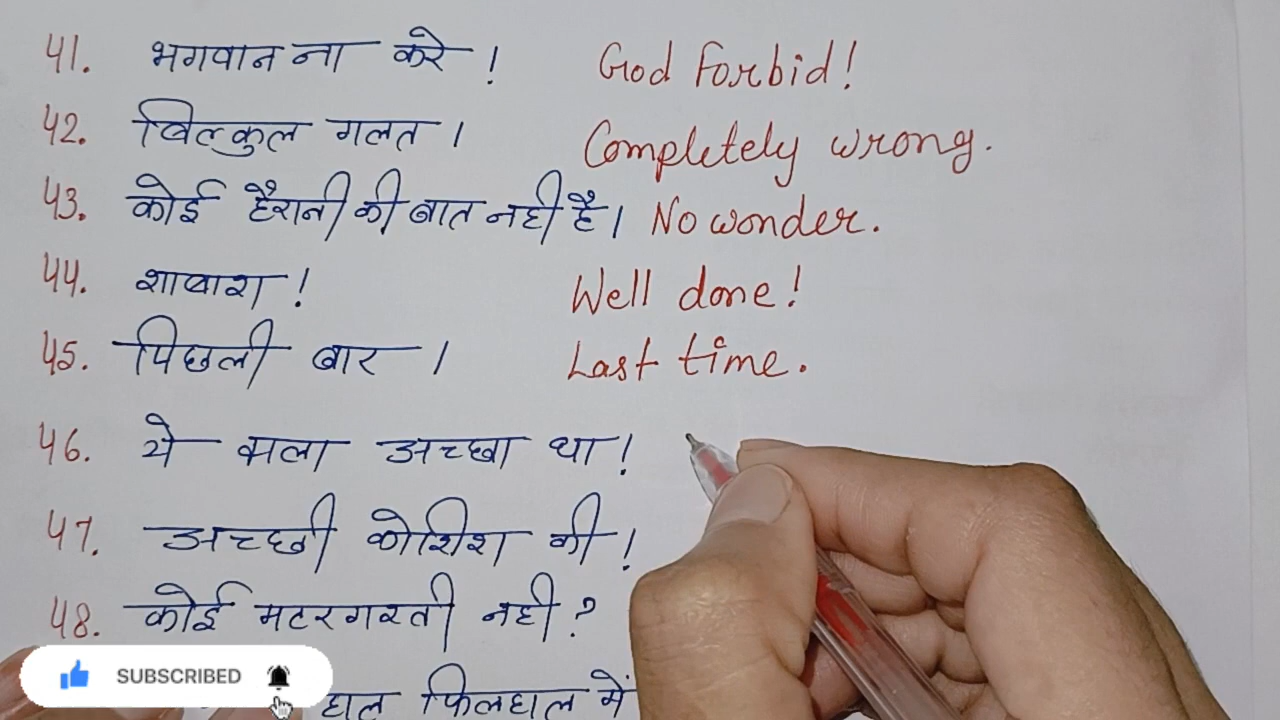 41. भगवान ना करे ! God Forbid!
42. बिल्कुल गलत । Completely wrong.
43. कोई हैरानी की बात नही है। No wonder.
44. शाबाश ! Well done!
45. पिछली बार । Last time.
46. ये भला अच्छा था !
47. अच्छी कोशिश की !
48. कोई मटरगश्ती नही ?
SUBSCRIBED
हाल फिलहाल में